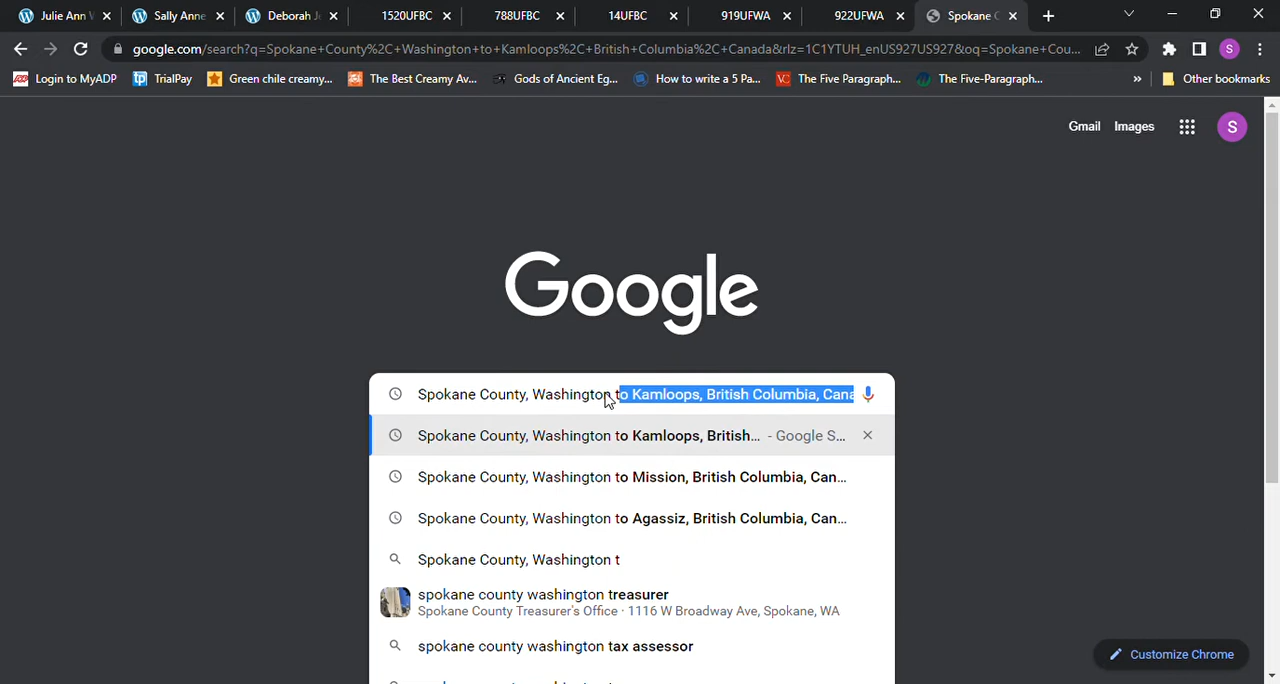 Julie Ann
Sally Anne
Deborah J
1520UFBC
788UFBC
14UFBC
919UFWA
922UFWA
Spokane C
google.com/search?q=Spokane+County%2C+Washington+to+Kamloops%2C+British+Columbia%2C+Canada&rlz=1C1YTUH_enUS927US927&oq=Spokane+Cou...
S
Login to MyADP
TrialPay
Green chile creamy...
The Best Creamy Av...
Gods of Ancient Eg...
How to write a 5 Pa...
The Five Paragraph...
The Five-Paragraph...
»
Other bookmarks
Gmail
Images
S
Google
Spokane County, Washington to Kamloops, British Columbia, Cana
Spokane County, Washington to Kamloops, British... - Google S...
Spokane County, Washington to Mission, British Columbia, Can...
Spokane County, Washington to Agassiz, British Columbia, Can...
Spokane County, Washington t
spokane county washington treasurer
Spokane County Treasurer's Office · 1116 W Broadway Ave, Spokane, WA
spokane county washington tax assessor
Customize Chrome